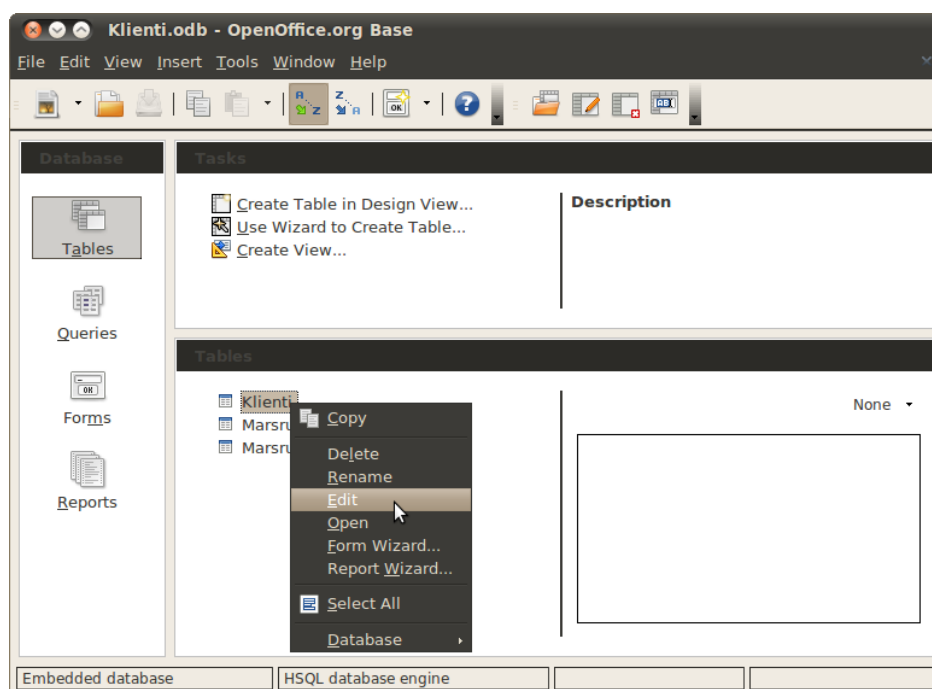 Klienti.odb - OpenOffice.org Base
File Edit View Insert Tools Window Help
Database
Tasks
Tables
Queries
Forms
Reports
Create Table in Design View...
Use Wizard to Create Table...
Create View...
Description
Tables
Klienti
Marsru
Marsru
Copy
Delete
Rename
Edit
Open
Form Wizard...
Report Wizard...
Select All
Database
None
Embedded database
HSQL database engine